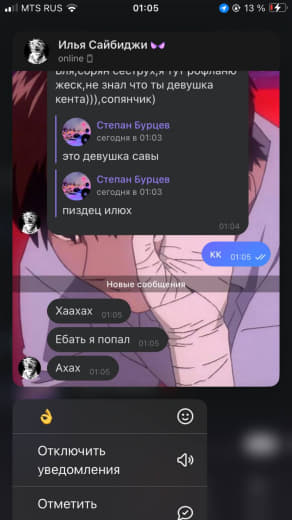 MTS RUS
01:05
13 %
Илья Сайбиджи
online
Бля,сорян сеструх,я тут рофланю
жеск,не знал что ты девушка
кента))),сопянчик)
Степан Бурцев
сегодня в 01:03
это девушка савы
Степан Бурцев
сегодня в 01:03
пиздец илюх
01:04
кк 01:05
Новые сообщения
Хаахах 01:05
Ебать я попал 01:05
Ахах 01:05
Отключить
уведомления
Отметить